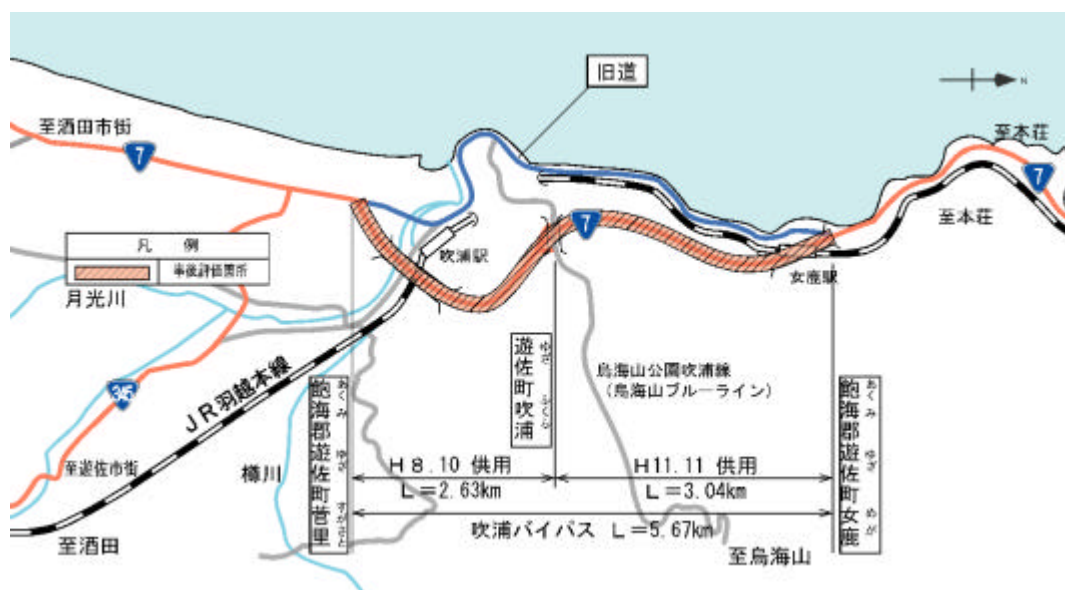 旧道
N
至酒田市街
7
至本荘
7
至本荘
7
凡 例
事後評価箇所
吹浦駅
女鹿駅
月光川
345
JR羽越本線
鳥海山公園吹浦線
(鳥海山ブルーライン)
遊佐町吹浦
ゆざ ふくら
飽海郡遊佐町菅里
あくみ ゆざ すがさと
飽海郡遊佐町女鹿
あくみ ゆざ めが
至遊佐市街
樽川
H8.10 供用
L=2.63km
H11.11 供用
L=3.04km
吹浦バイパス L=5.67km
至酒田
至鳥海山